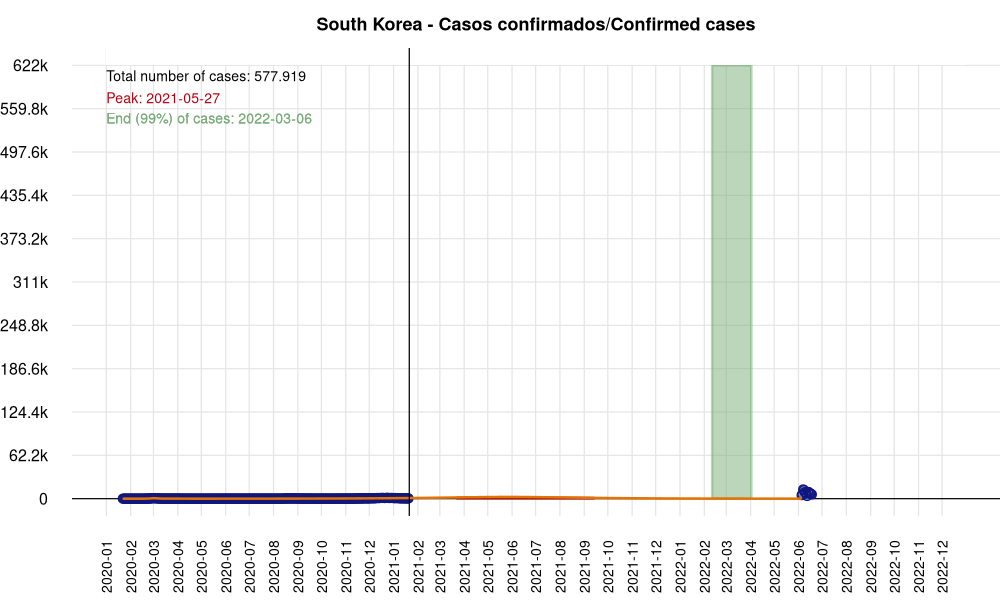 South Korea - Casos confirmados/Confirmed cases
Total number of cases: 577.919
Peak: 2021-05-27
End (99%) of cases: 2022-03-06
622k
559.8k
497.6k
435.4k
373.2k
311k
248.8k
186.6k
124.4k
62.2k
0
2020-01
2020-02
2020-03
2020-04
2020-05
2020-06
2020-07
2020-08
2020-09
2020-10
2020-11
2020-12
2021-01
2021-02
2021-03
2021-04
2021-05
2021-06
2021-07
2021-08
2021-09
2021-10
2021-11
2021-12
2022-01
2022-02
2022-03
2022-04
2022-05
2022-06
2022-07
2022-08
2022-09
2022-10
2022-11
2022-12